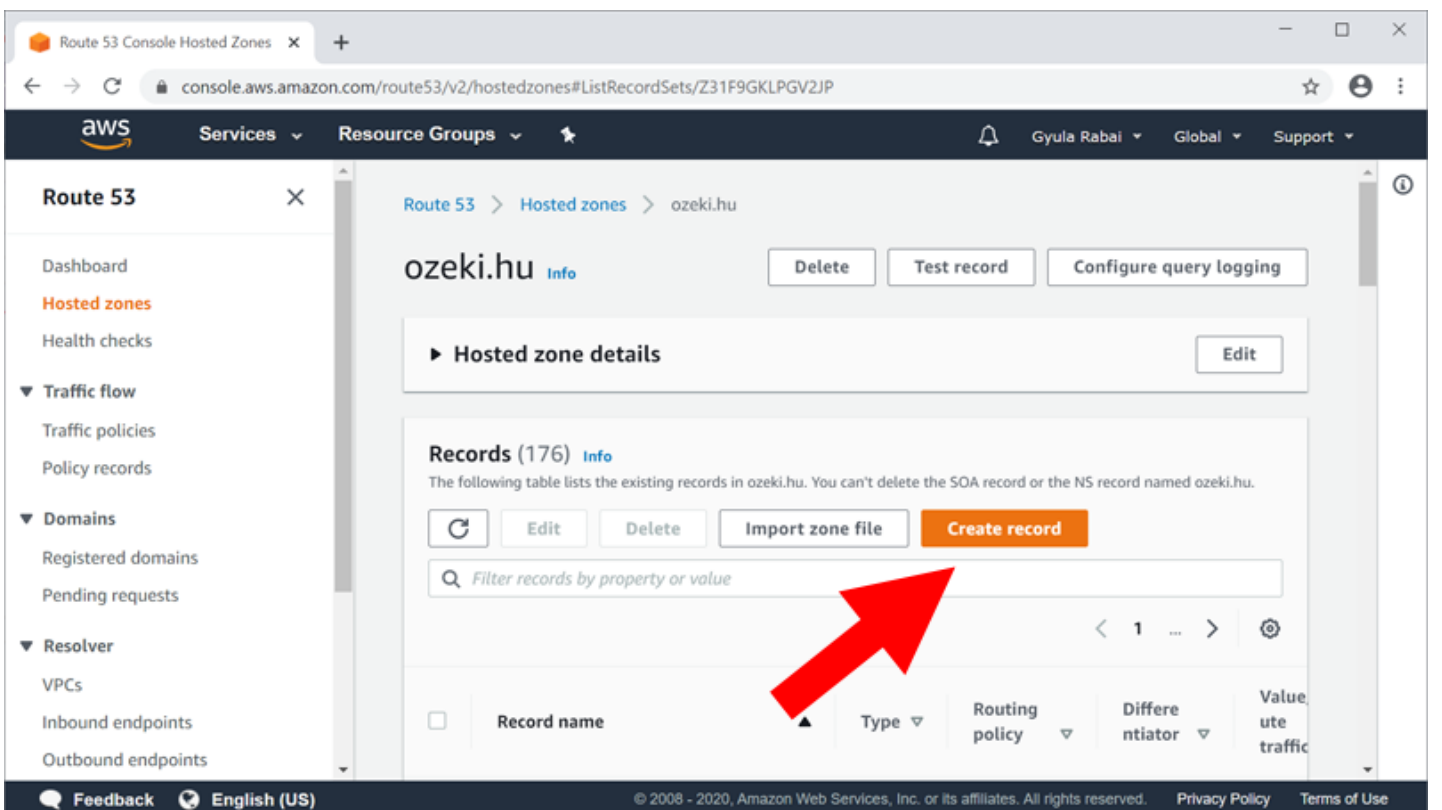 Route 53 Console Hosted Zones
console.aws.amazon.com/route53/v2/hostedzones#ListRecordSets/Z31F9GKLPGV2JP
aws Services Resource Groups Gyula Rabai Global Support
Route 53
Dashboard
Hosted zones
Health checks
Traffic flow
Traffic policies
Policy records
Domains
Registered domains
Pending requests
Resolver
VPCs
Inbound endpoints
Outbound endpoints
Route 53 > Hosted zones > ozeki.hu
ozeki.hu Info Delete Test record Configure query logging
Hosted zone details Edit
Records (176) Info
The following table lists the existing records in ozeki.hu. You can't delete the SOA record or the NS record named ozeki.hu.
Edit Delete Import zone file Create record
Filter records by property or value
1 ...
Record name Type Routing policy Differe ntiator Value, ute traffic
Feedback English (US) © 2008 - 2020, Amazon Web Services, Inc. or its affiliates. All rights reserved. Privacy Policy Terms of Use